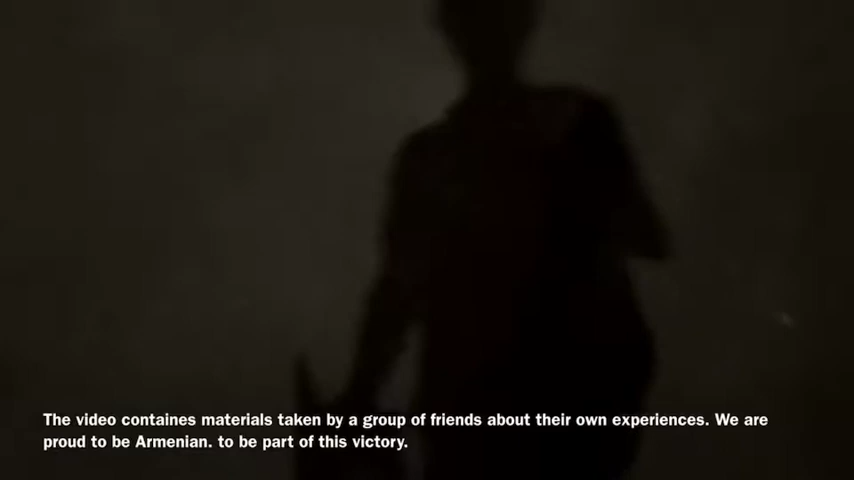 The video containes materials taken by a group of friends about their own experiences. We are
proud to be Armenian. to be part of this victory.